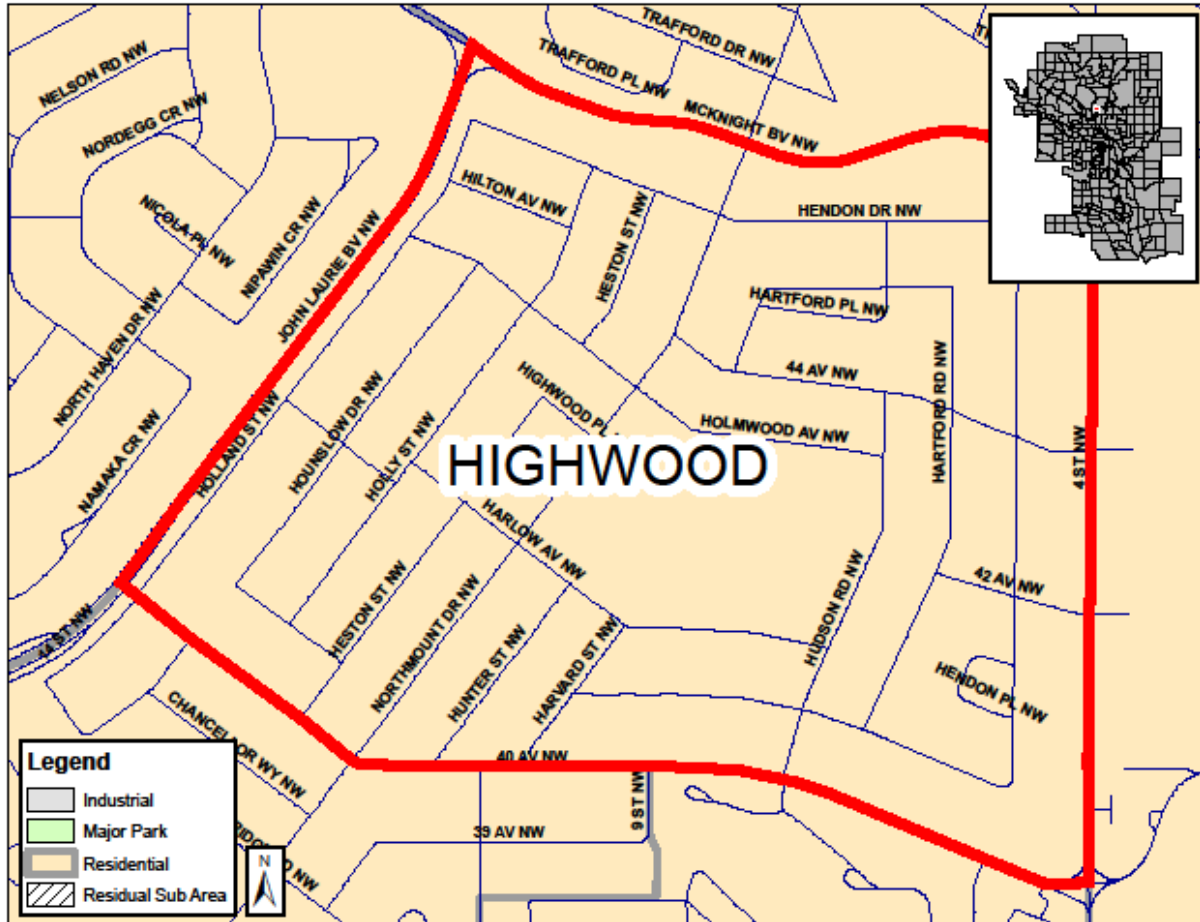 TRAFFORD DR NW
TRAFFORD PL NW
NELSON RD NW
NORDEGG CR NW
MCKNIGHT BV NW
HILTON AV NW
HESTON ST NW
HENDON DR NW
NICOLA PL NW
NIPAWIN CR NW
JOHN LAURIE BV NW
HARTFORD PL NW
NORTH HAVEN DR NW
44 AV NW
HARTFORD RD NW
HIGHWOOD PL
HOLMWOOD AV NW
HOUNSLOW DR NW
HOLLY ST NW
HOLLAND ST NW
NAMAKA CR NW
HIGHWOOD
4 ST NW
HARLOW AV NW
42 AV NW
HESTON ST NW
NORTHMOUNT DR NW
HUNTER ST NW
HARVARD ST NW
HUDSON RD NW
HENDON PL NW
14 ST NW
CHANCELLOR WY NW
40 AV NW
9 ST NW
39 AV NW
NW
Legend
Industrial
Major Park
Residential
Residual Sub Area
N